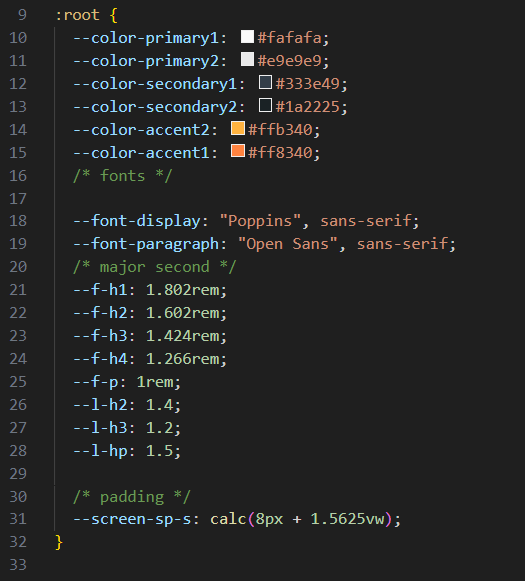 9 :root {
10 --color-primary1: #fafafa;
11 --color-primary2: #e9e9e9;
12 --color-secondary1: #333e49;
13 --color-secondary2: #1a2225;
14 --color-accent2: #ffb340;
15 --color-accent1: #ff8340;
16 /* fonts */
17
18 --font-display: "Poppins", sans-serif;
19 --font-paragraph: "Open Sans", sans-serif;
20 /* major second */
21 --f-h1: 1.802rem;
22 --f-h2: 1.602rem;
23 --f-h3: 1.424rem;
24 --f-h4: 1.266rem;
25 --f-p: 1rem;
26 --l-h2: 1.4;
27 --l-h3: 1.2;
28 --l-hp: 1.5;
29
30 /* padding */
31 --screen-sp-s: calc(8px + 1.5625vw);
32 }
33